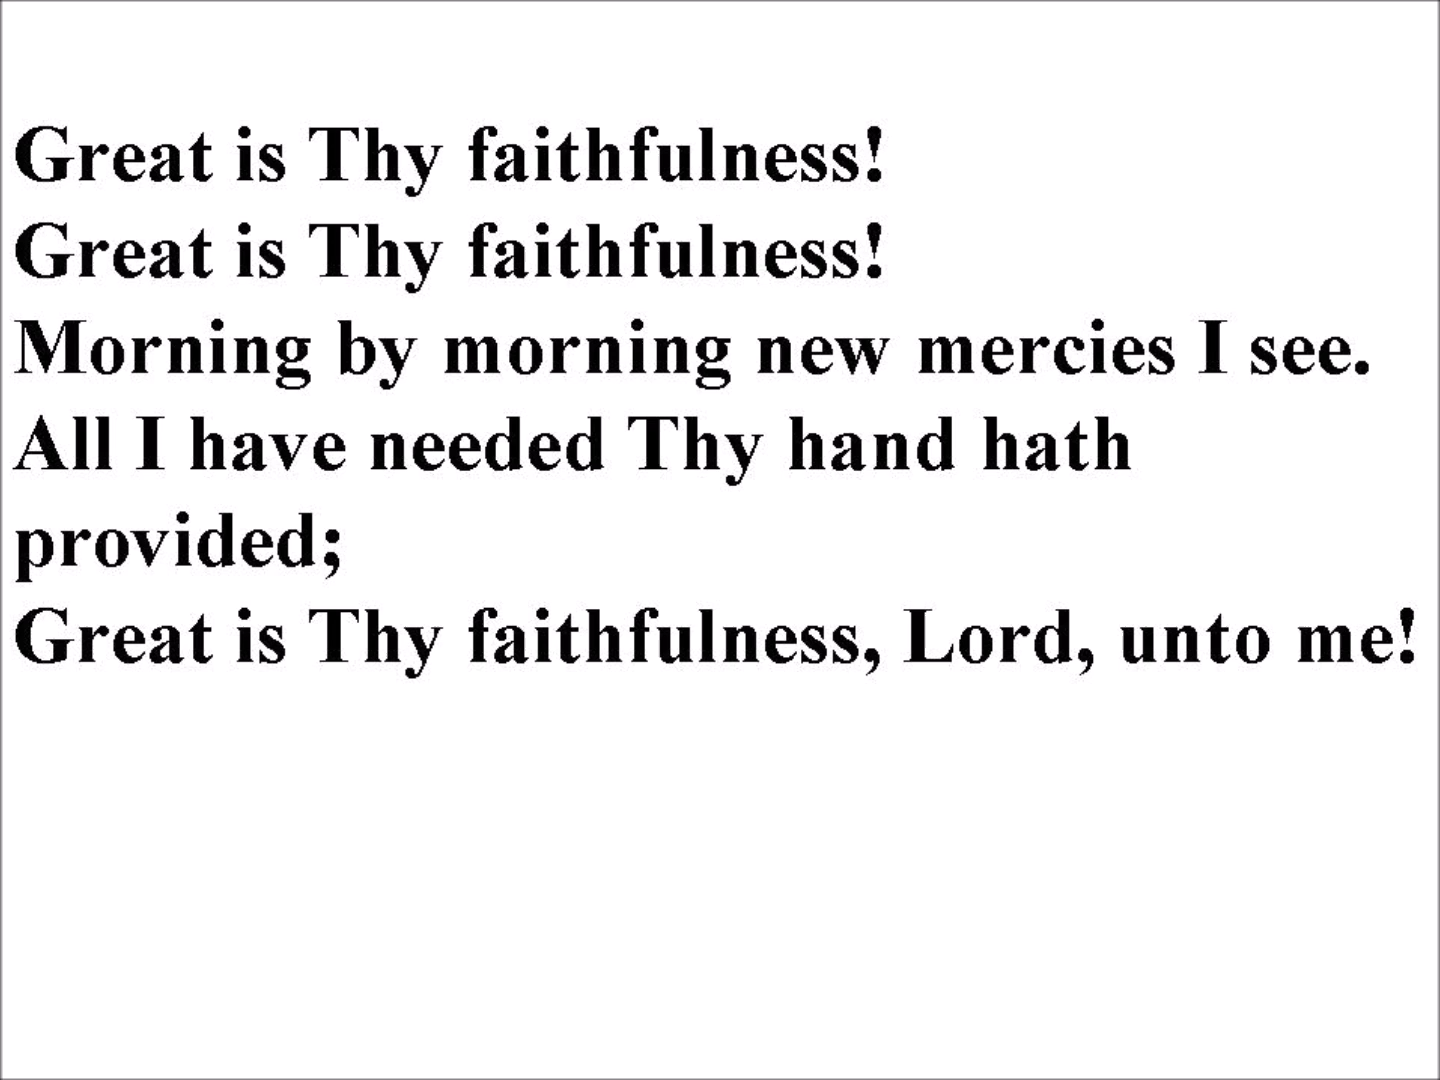 Great is Thy faithfulness!
Great is Thy faithfulness!
Morning by morning new mercies I see.
All I have needed Thy hand hath
provided;
Great is Thy faithfulness, Lord, unto me!